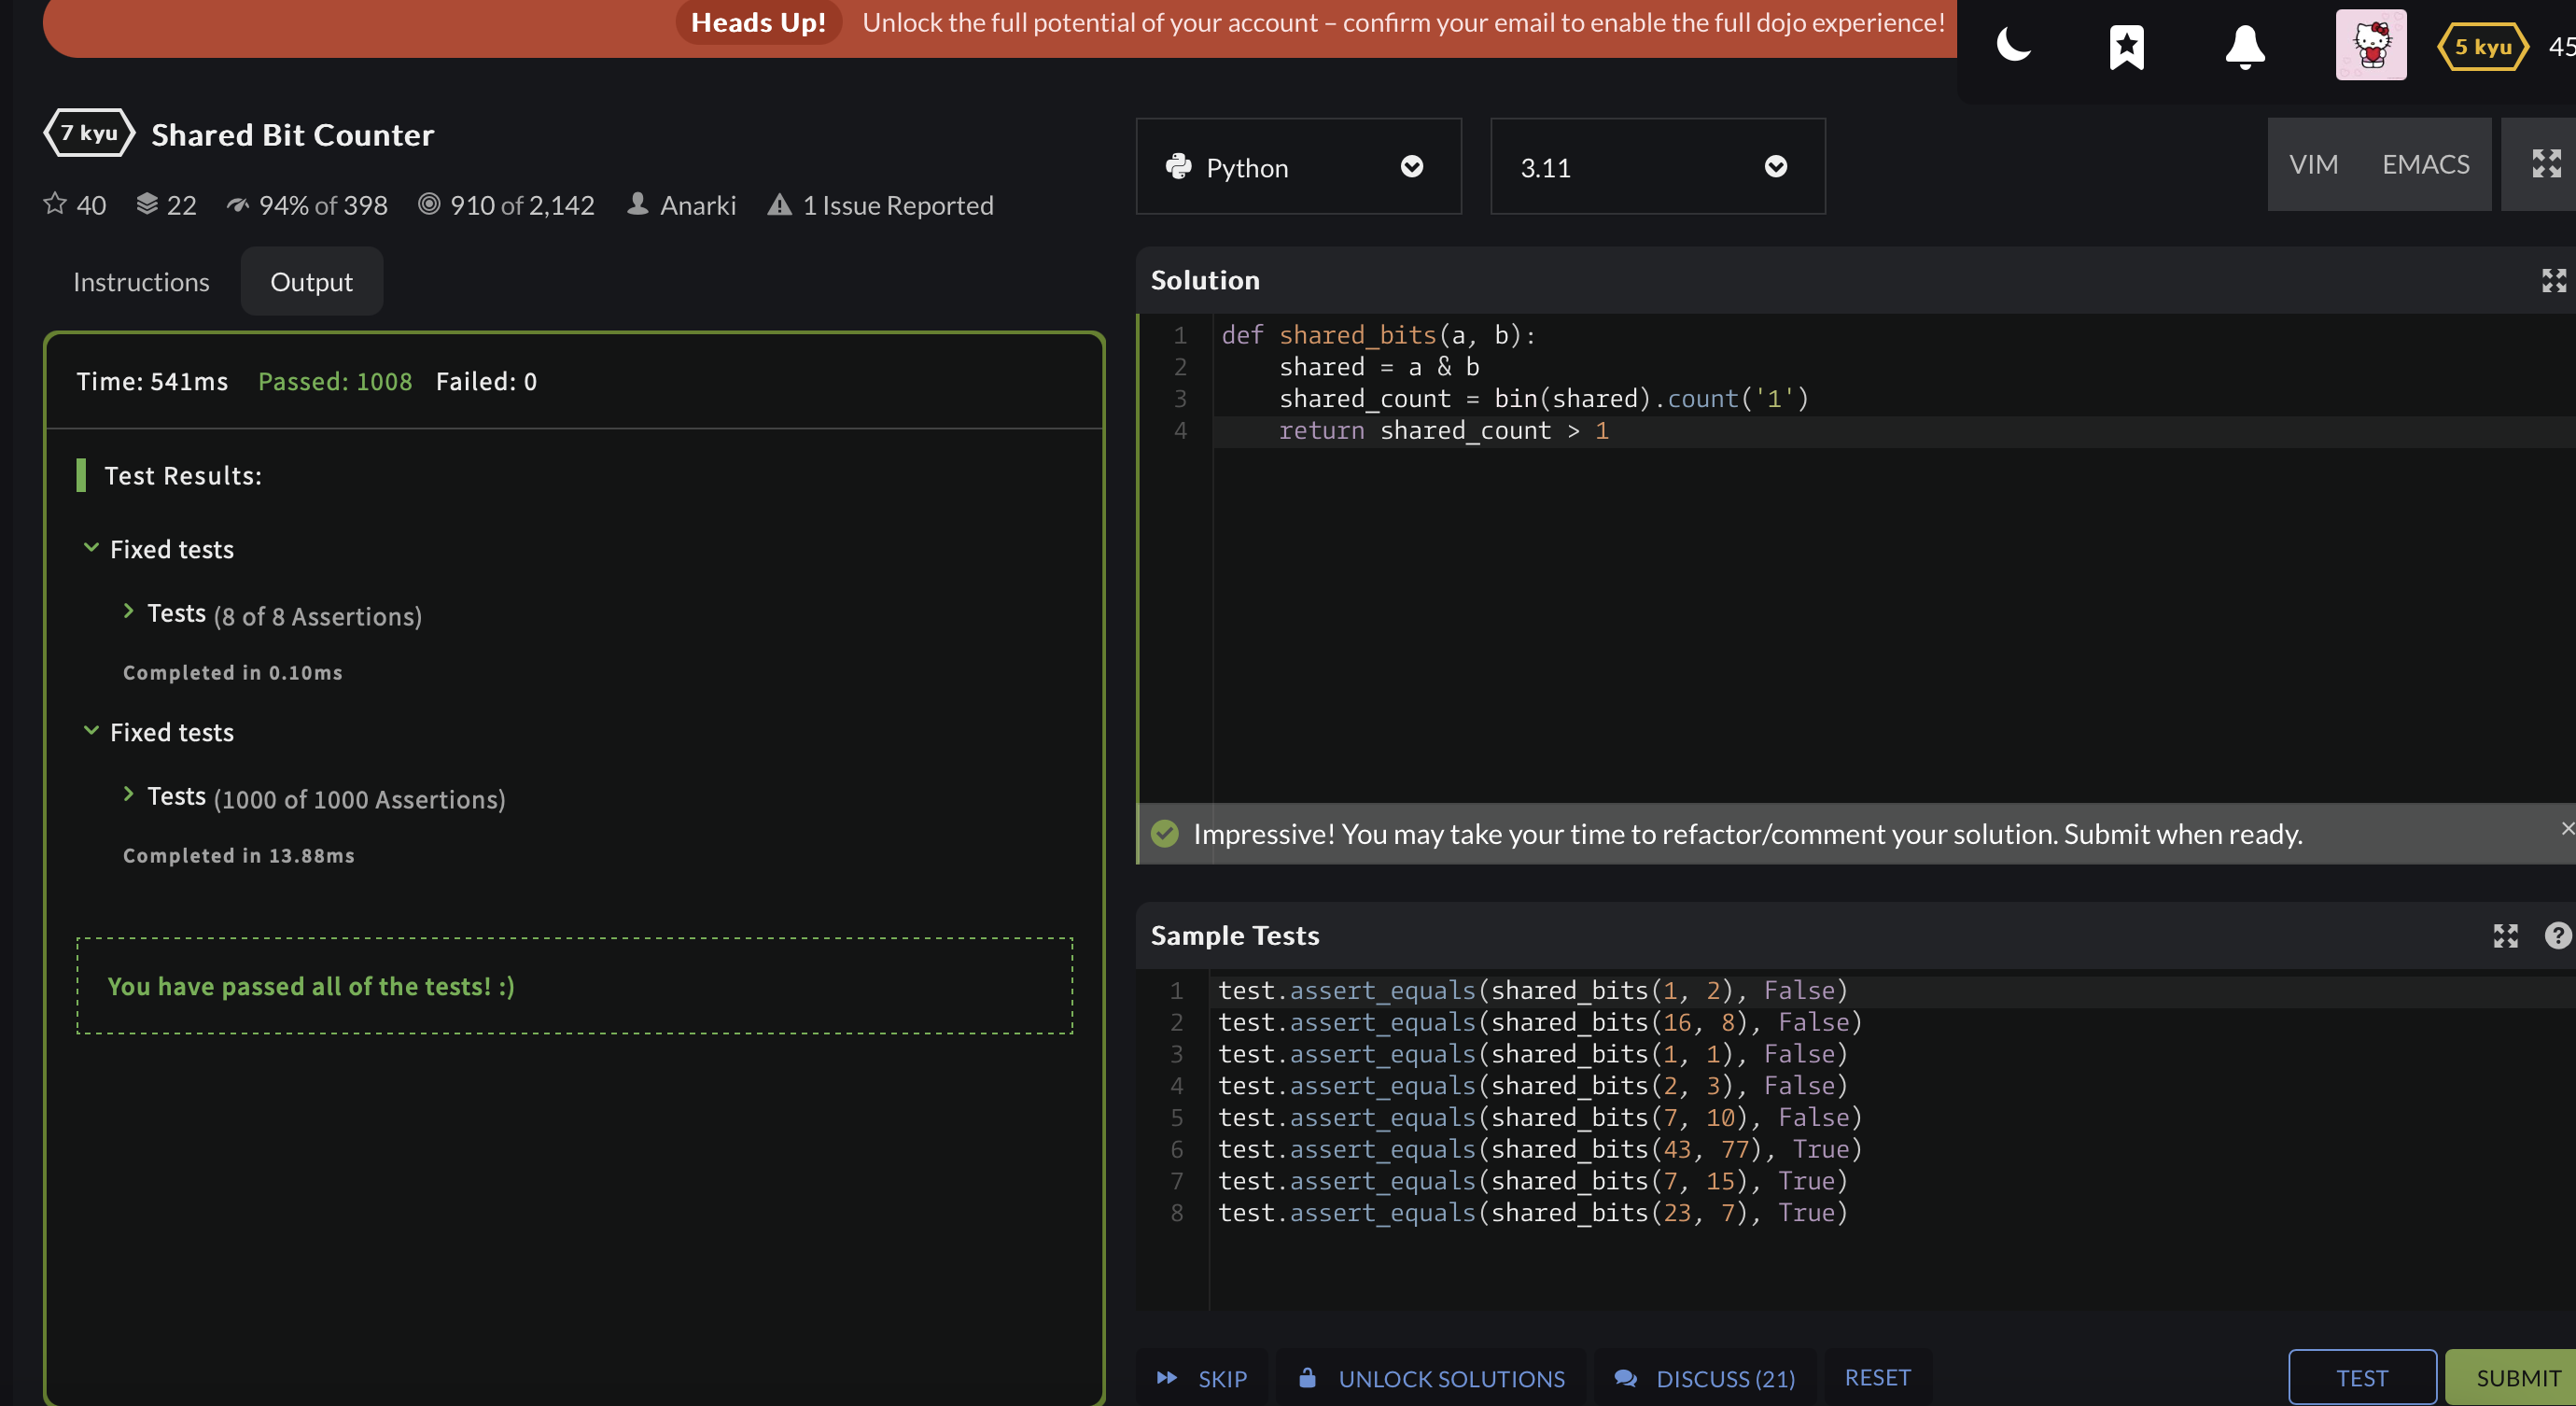 Heads Up! Unlock the full potential of your account – confirm your email to enable the full dojo experience!
5 kyu 45
7 kyu Shared Bit Counter
40 22 94% of 398 910 of 2,142 Anarki 1 Issue Reported
Instructions Output
Time: 541ms Passed: 1008 Failed: 0
Test Results:
Fixed tests
Tests (8 of 8 Assertions)
Completed in 0.10ms
Fixed tests
Tests (1000 of 1000 Assertions)
Completed in 13.88ms
You have passed all of the tests! :)
Python 3.11 VIM EMACS
Solution
1 def shared_bits(a, b):
2     shared = a & b
3     shared_count = bin(shared).count('1')
4     return shared_count > 1
Impressive! You may take your time to refactor/comment your solution. Submit when ready.
Sample Tests
1 test.assert_equals(shared_bits(1, 2), False)
2 test.assert_equals(shared_bits(16, 8), False)
3 test.assert_equals(shared_bits(1, 1), False)
4 test.assert_equals(shared_bits(2, 3), False)
5 test.assert_equals(shared_bits(7, 10), False)
6 test.assert_equals(shared_bits(43, 77), True)
7 test.assert_equals(shared_bits(7, 15), True)
8 test.assert_equals(shared_bits(23, 7), True)
SKIP UNLOCK SOLUTIONS DISCUSS (21) RESET TEST SUBMIT